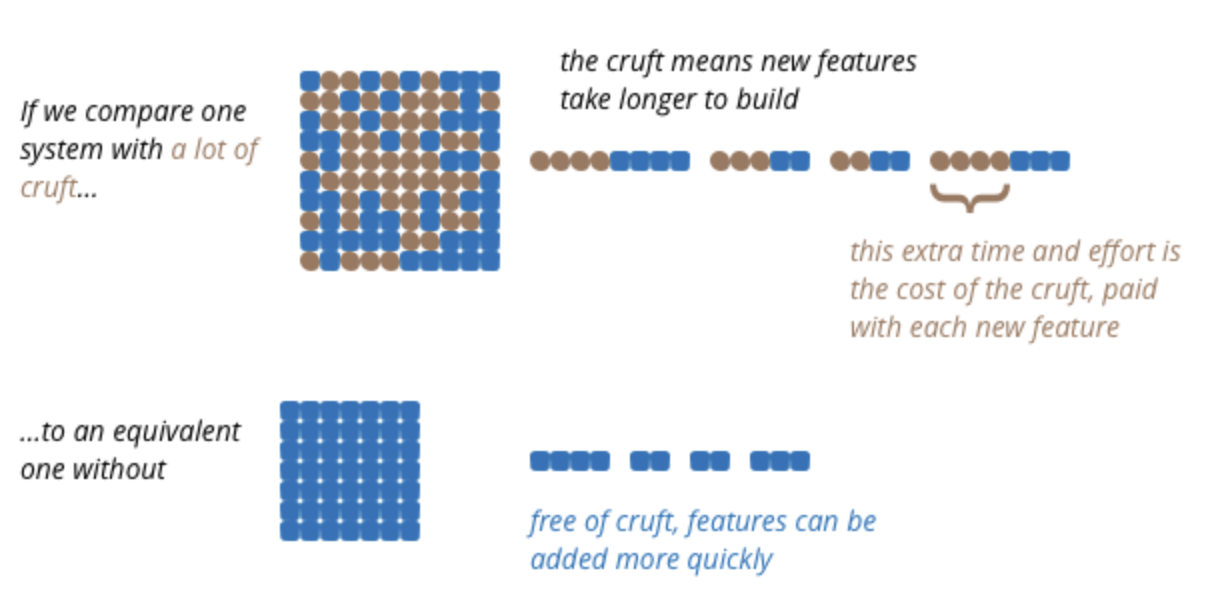 the cruft means new features
take longer to build
If we compare one
system with a lot of
cruft...
this extra time and effort is
the cost of the cruft, paid
with each new feature
...to an equivalent
one without
free of cruft, features can be
added more quickly